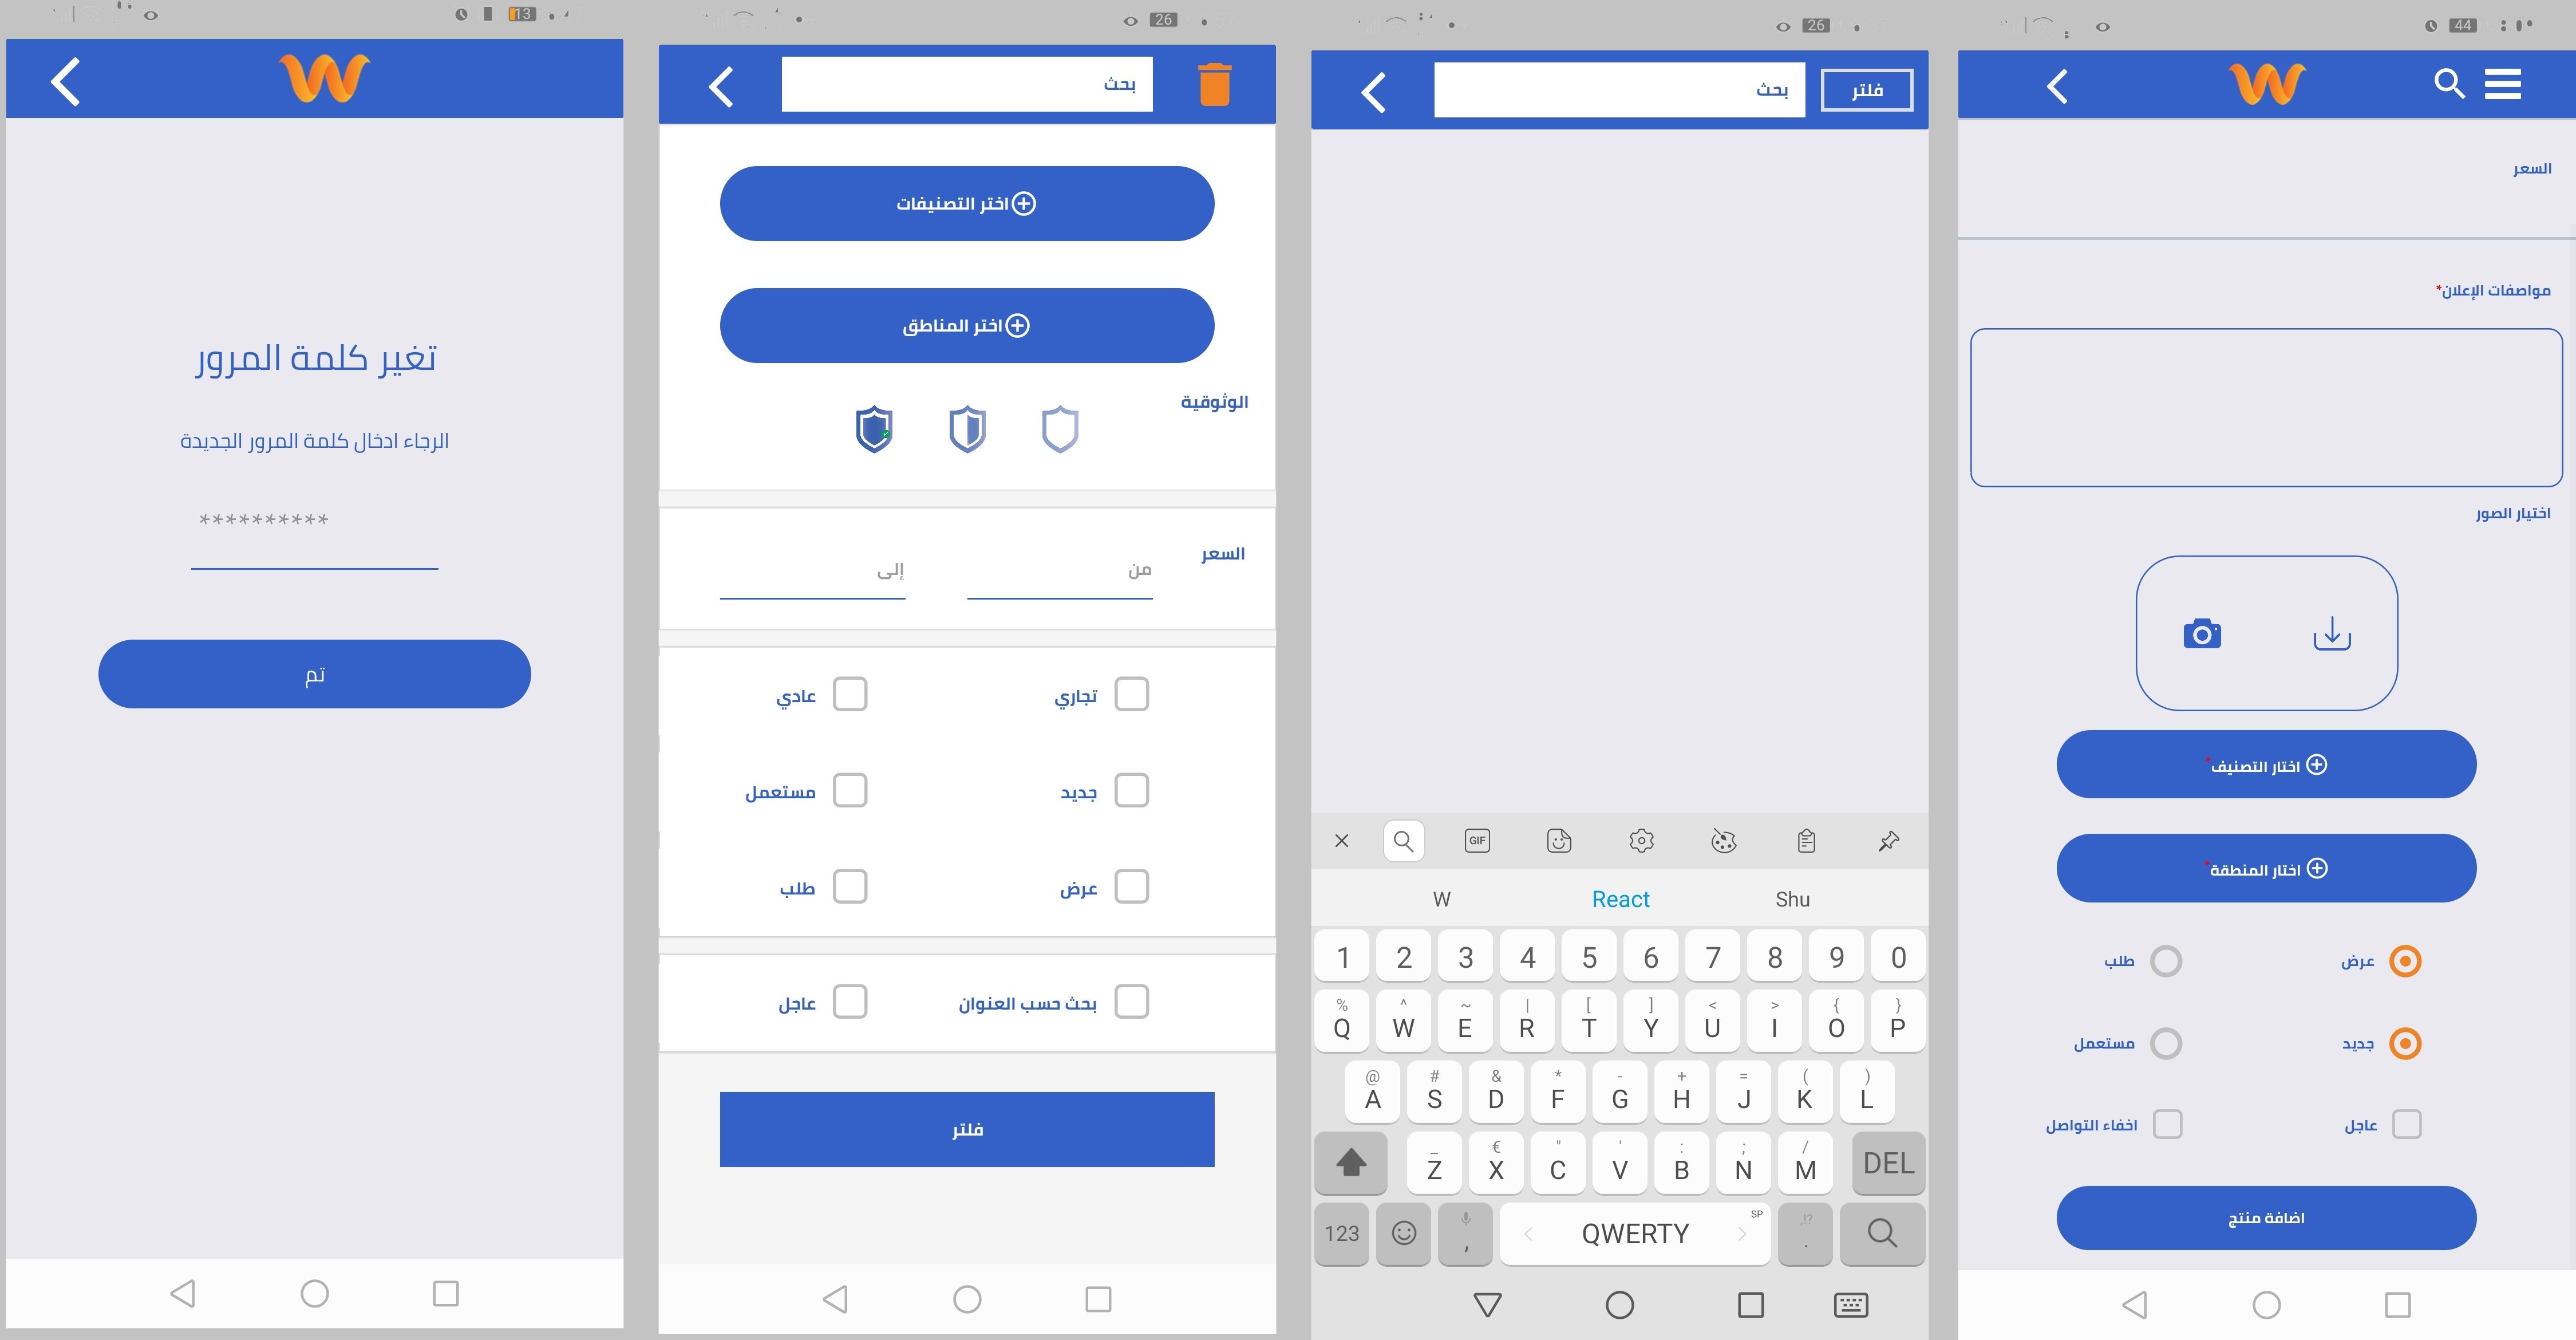 13
تغير كلمة المرور
الرجاء ادخال كلمة المرور الجديدة
**********
تم
26
بحث
اختر التصنيفات
اختر المناطق
الوثوقية
السعر
من
إلى
تجاري
عادي
جديد
مستعمل
عرض
طلب
بحث حسب العنوان
عاجل
فلتر
26
فلتر
بحث
GIF
W React Shu
1 2 3 4 5 6 7 8 9 0
% ^ ~ | [ ] < > { }
Q W E R T Y U I O P
@ # & * - + = ( )
A S D F G H J K L
_ € " ' : ; /
Z X C V B N M DEL
SP
!?
123 , < QWERTY > .
44
السعر
مواصفات الإعلان*
اختيار الصور
اختار التصنيف*
اختار المنطقة*
عرض
طلب
جديد
مستعمل
عاجل
اخفاء التواصل
اضافة منتج